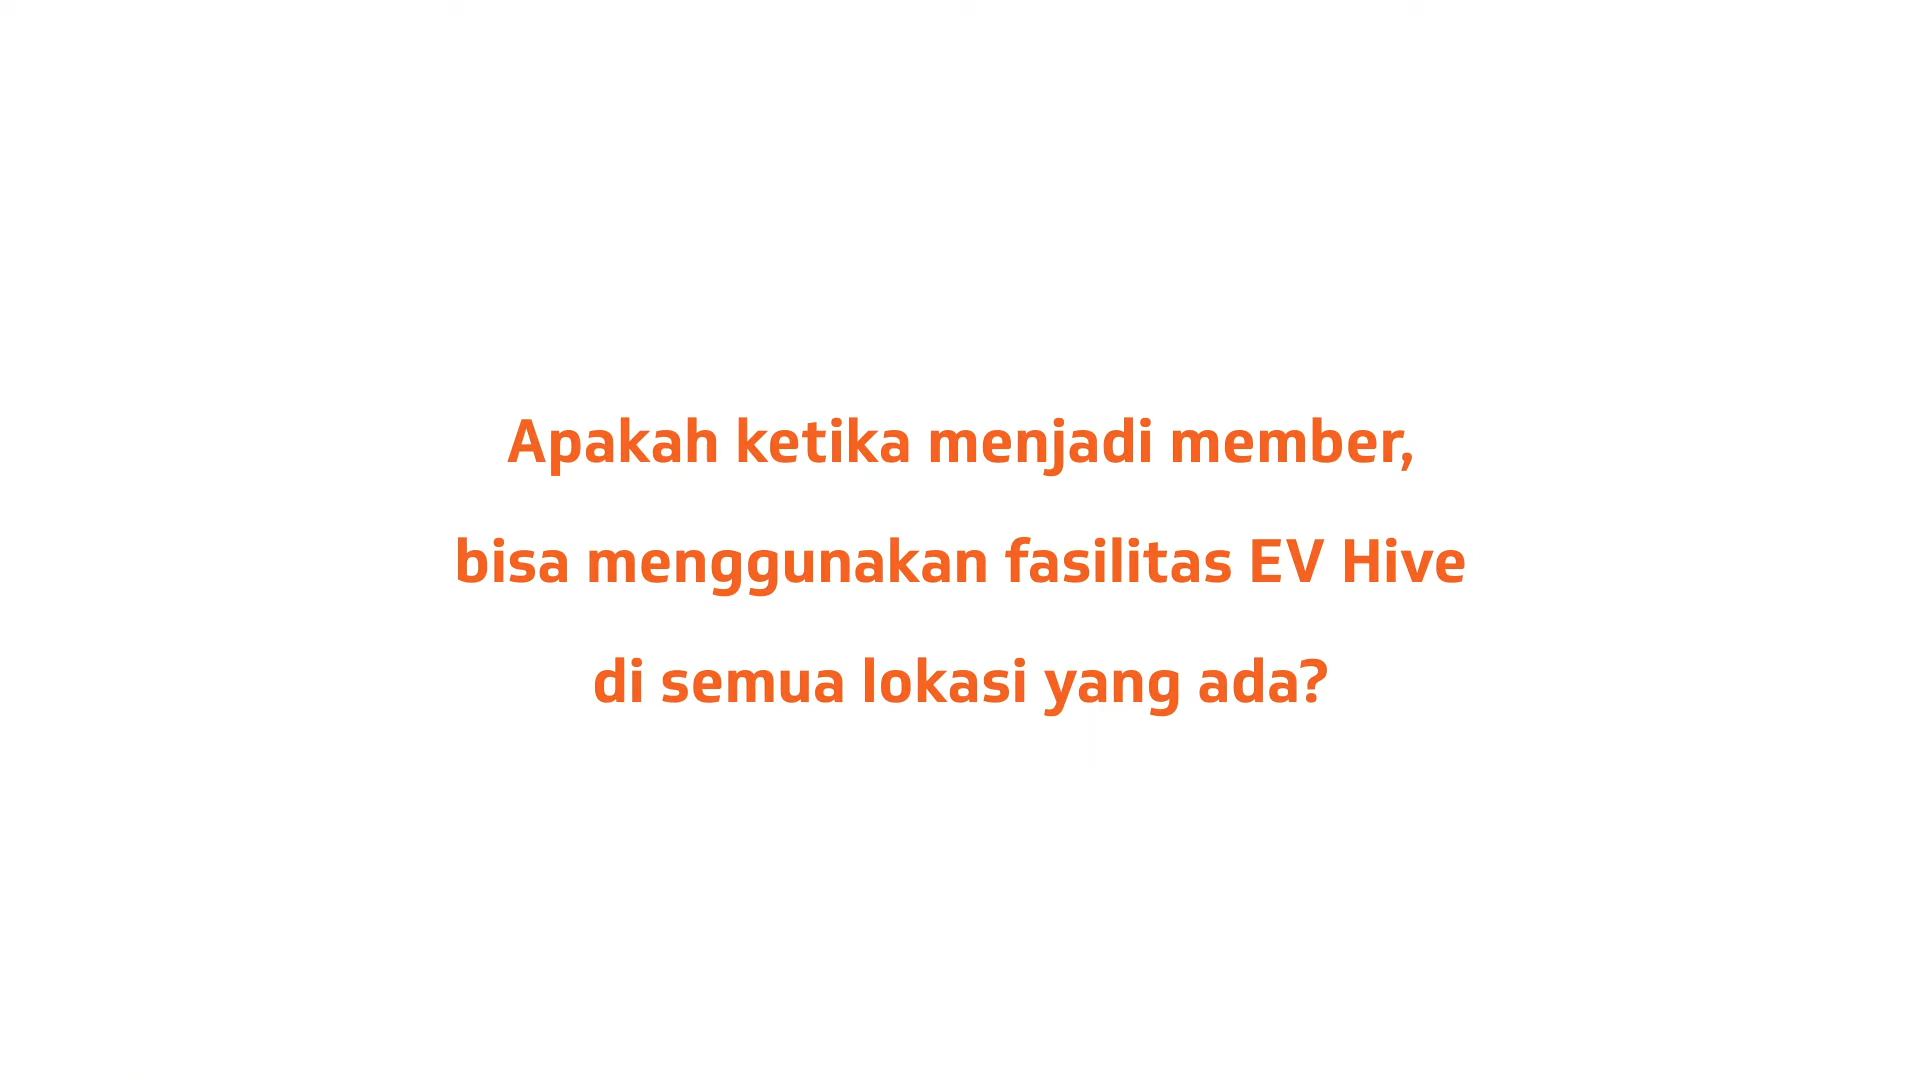 Apakah ketika menjadi member,
bisa menggunakan fasilitas EV Hive
di semua lokasi yang ada?